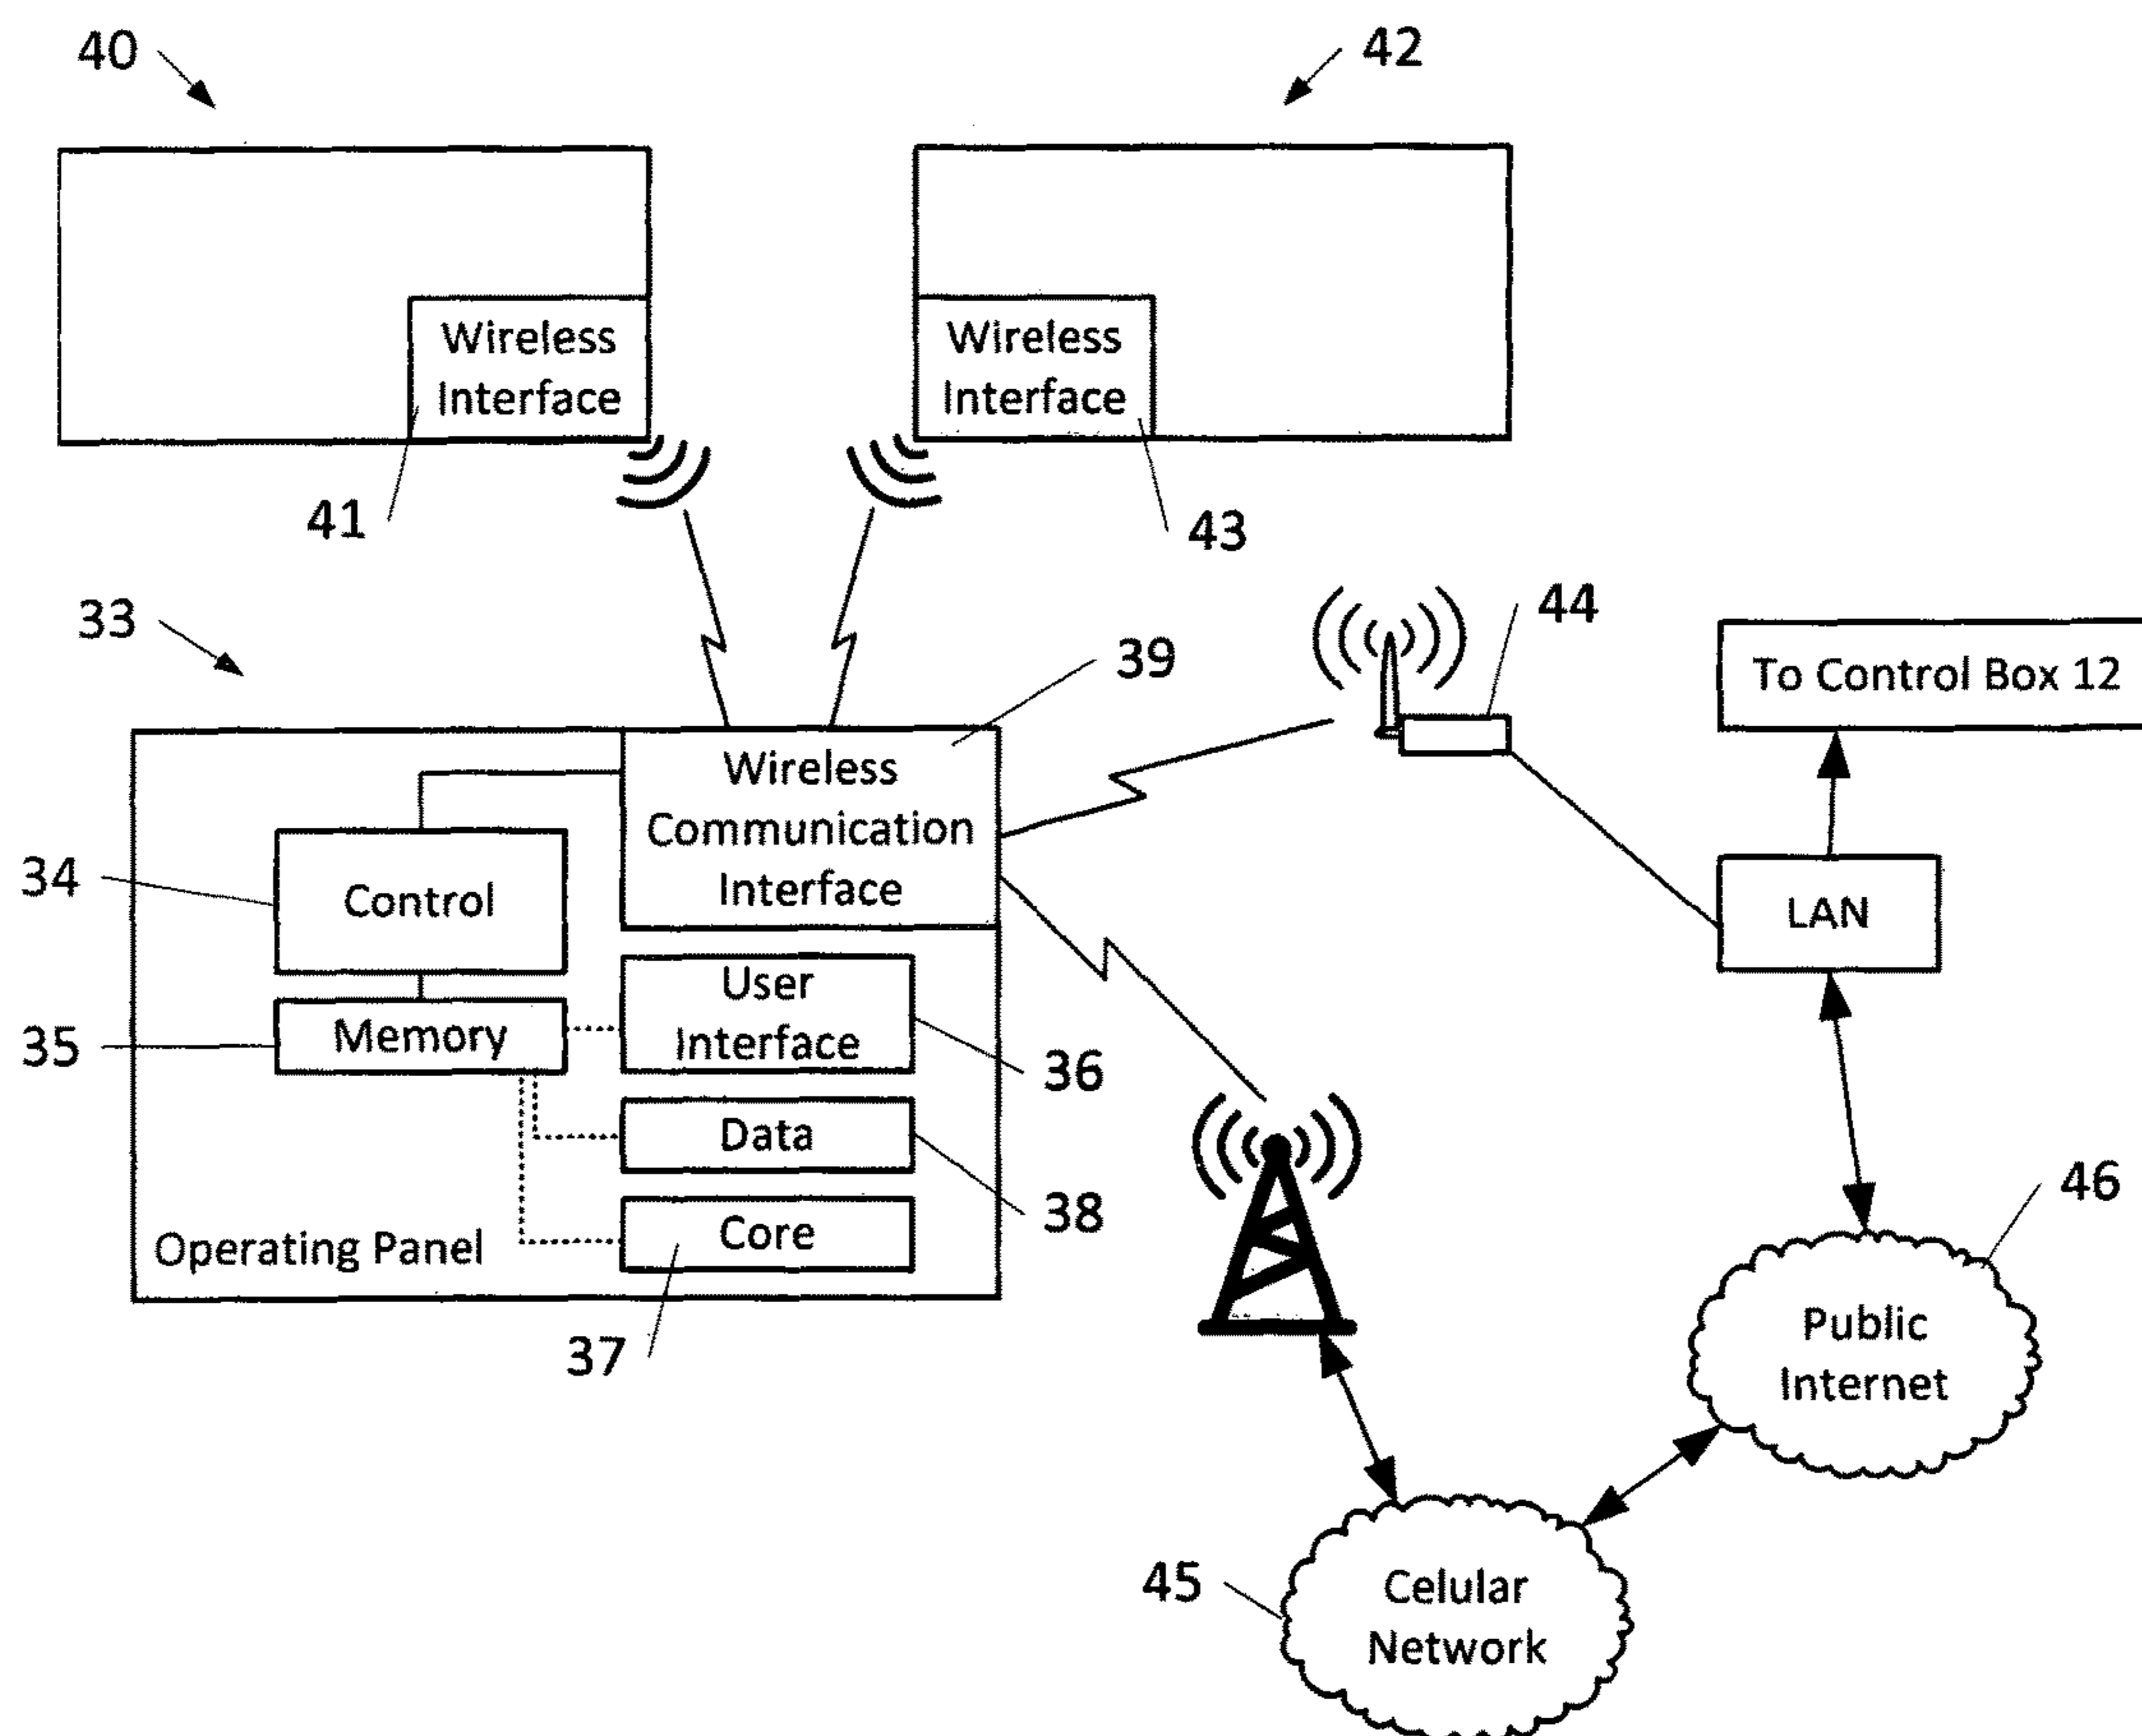 40
42
Wireless
Interface
Wireless
Interface
41
43
33
39
44
To Control Box 12
Wireless
Communication
Interface
34
Control
LAN
User
Interface
35
Memory
36
Data
38
46
Core
Operating Panel
37
Public
Internet
45
Celular
Network